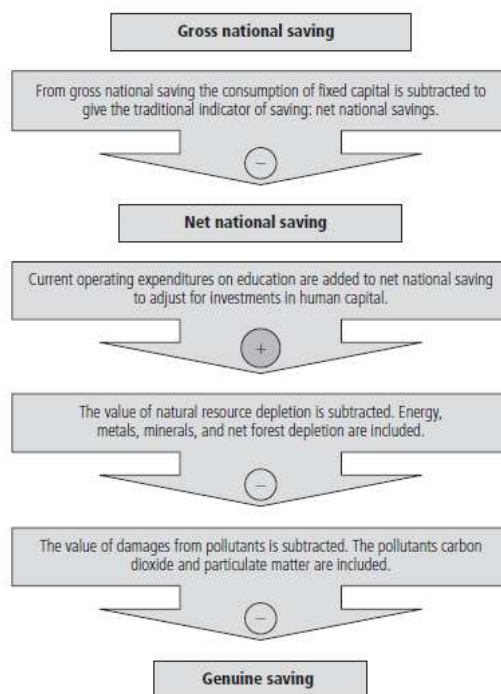 Gross national saving
From gross national saving the consumption of fixed capital is subtracted to
give the traditional indicator of saving: net national savings.
−
Net national saving
Current operating expenditures on education are added to net national saving
to adjust for investments in human capital.
+
The value of natural resource depletion is subtracted. Energy,
metals, minerals, and net forest depletion are included.
−
The value of damages from pollutants is subtracted. The pollutants carbon
dioxide and particulate matter are included.
−
Genuine saving